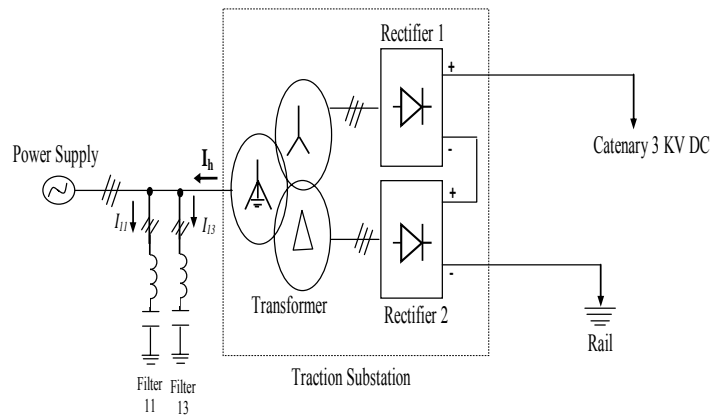 Rectifier 1
+
-
Catenary 3 KV DC
Power Supply
I_h
I_11
I_13
+
-
Transformer
Rectifier 2
Rail
Filter
11
Filter
13
Traction Substation